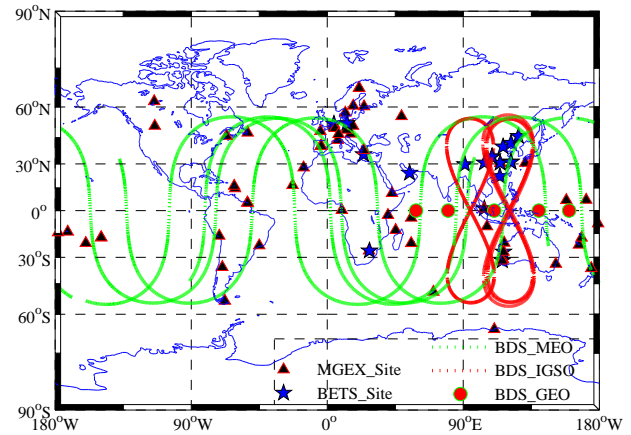 90°N
60°N
30°N
0°
30°S
60°S
90°S
180°W
90°W
0°
90°E
180°W
MGEX_Site
BETS_Site
BDS_MEO
BDS_IGSO
BDS_GEO